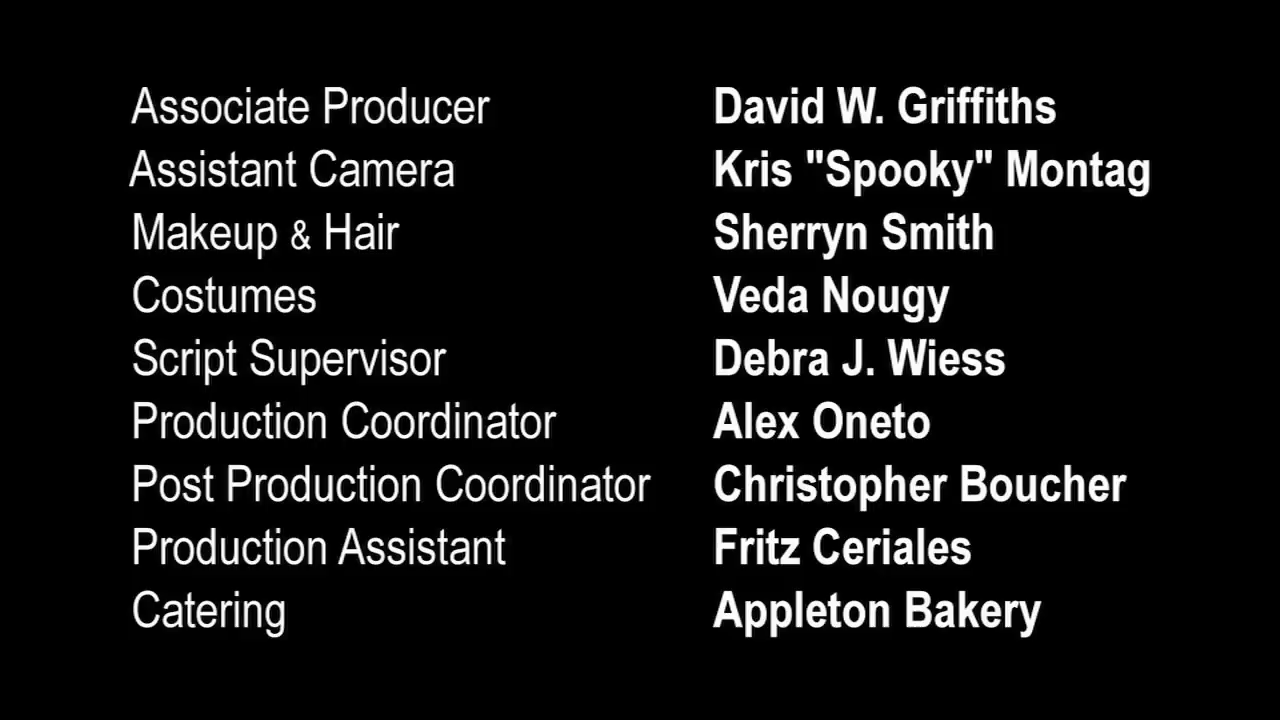 Associate Producer David W. Griffiths
Assistant Camera Kris "Spooky" Montag
Makeup & Hair Sherryn Smith
Costumes Veda Nougy
Script Supervisor Debra J. Wiess
Production Coordinator Alex Oneto
Post Production Coordinator Christopher Boucher
Production Assistant Fritz Ceriales
Catering Appleton Bakery